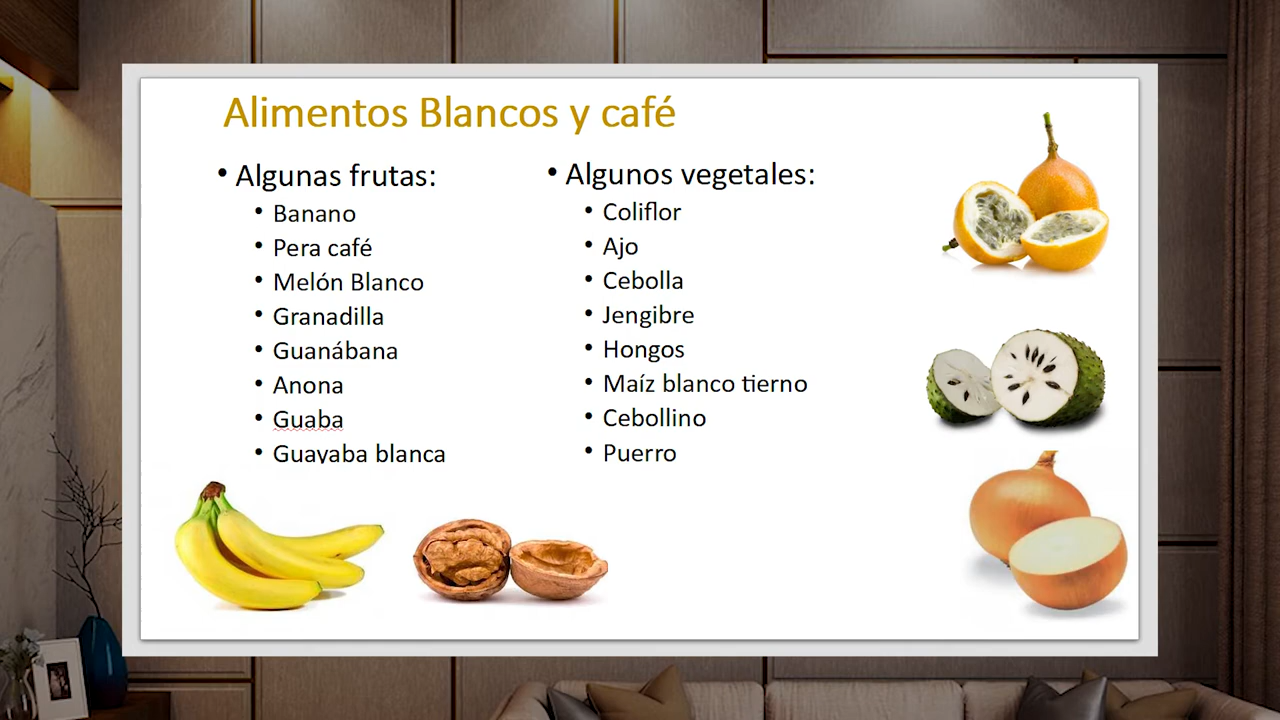 Alimentos Blancos y café
• Algunas frutas:
• Banano
• Pera café
• Melón Blanco
• Granadilla
• Guanábana
• Anona
• Guaba
• Guayaba blanca
• Algunos vegetales:
• Coliflor
• Ajo
• Cebolla
• Jengibre
• Hongos
• Maíz blanco tierno
• Cebollino
• Puerro